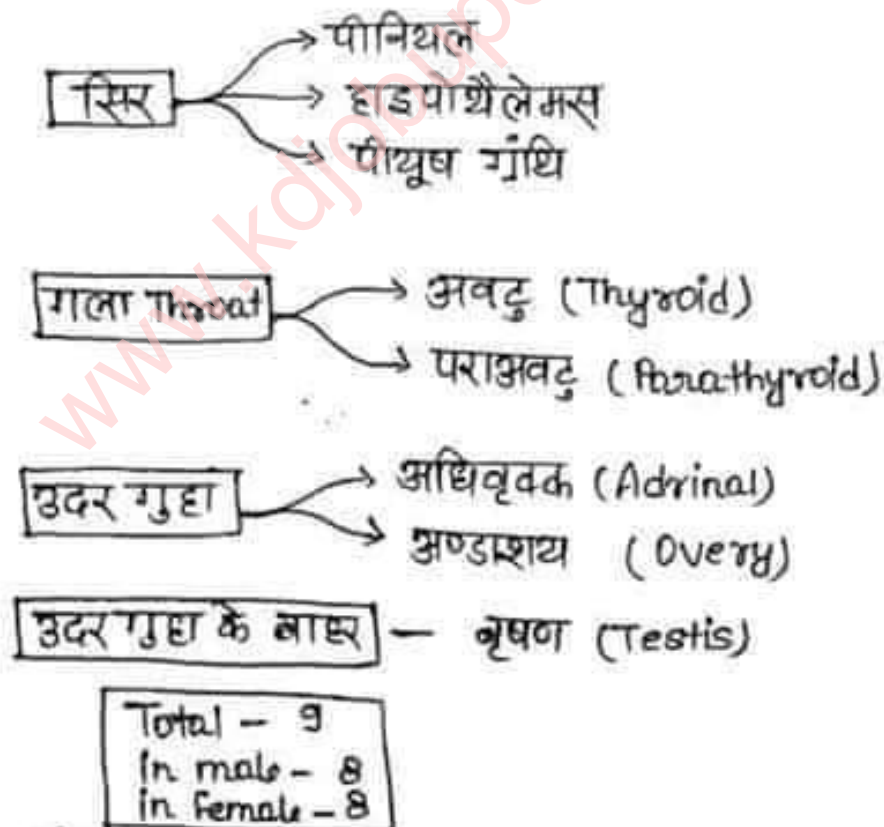 पीनियल
सिर
हाइपोथैलेमस
पीयूष ग्रंथि
गला Throat
अवटु (Thyroid)
पराअवटु (Parathyroid)
उदर गुहा
अधिवृक्क (Adrinal)
अण्डाशय (Overy)
उदर गुहा के बाहर — वृषण (Testis)
Total - 9
in male - 8
in female - 8